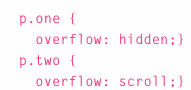 p.one {
  overflow: hidden;}
p.two {
  overflow: scroll;}